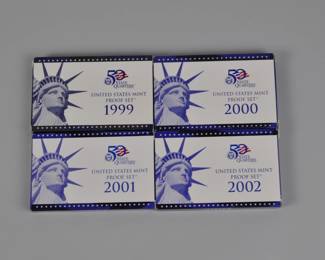 50
STATE
QUARTERS
UNITED STATES MINT
PROOF SET
1999
50
STATE
QUARTERS
UNITED STATES MINT
PROOF SET
2000
50
STATE
QUARTERS
UNITED STATES MINT
PROOF SET
2001
50
STATE
QUARTERS
UNITED STATES MINT
PROOF SET
2002